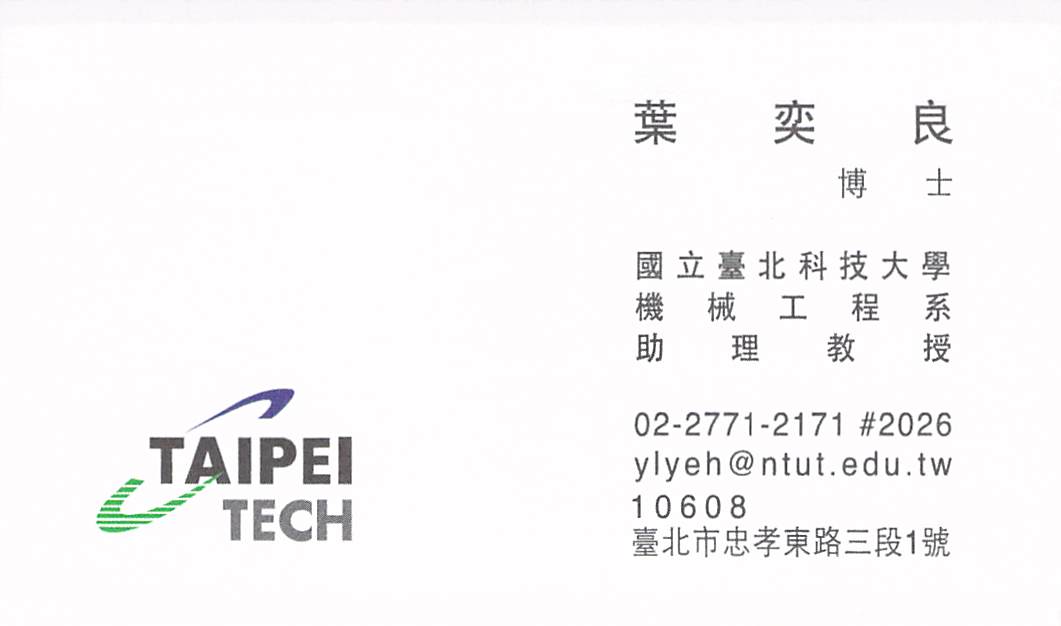 葉奕良
博士
國立臺北科技大學
機械工程系
助理教授
02-2771-2171 #2026
ylyeh@ntut.edu.tw
10608
臺北市忠孝東路三段1號
TAIPEI
TECH